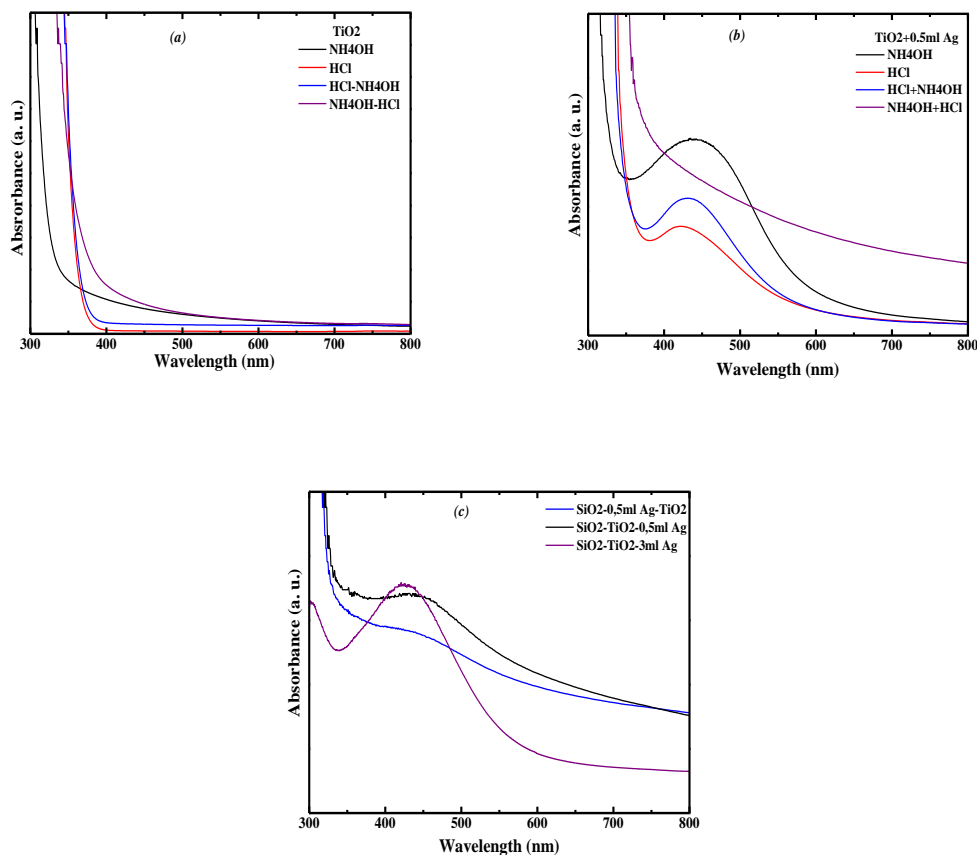 (a)
TiO2
NH4OH
HCl
HCl-NH4OH
NH4OH-HCl
Absrorbance (a. u.)
300 400 500 600 700 800
Wavelength (nm)
(b)
TiO2+0.5ml Ag
NH4OH
HCl
HCl+NH4OH
NH4OH+HCl
Absorbance (a. u.)
300 400 500 600 700 800
Wavelength (nm)
(c)
SiO2-0,5ml Ag-TiO2
SiO2-TiO2-0,5ml Ag
SiO2-TiO2-3ml Ag
Absorbance (a. u.)
300 400 500 600 700 800
Wavelength (nm)